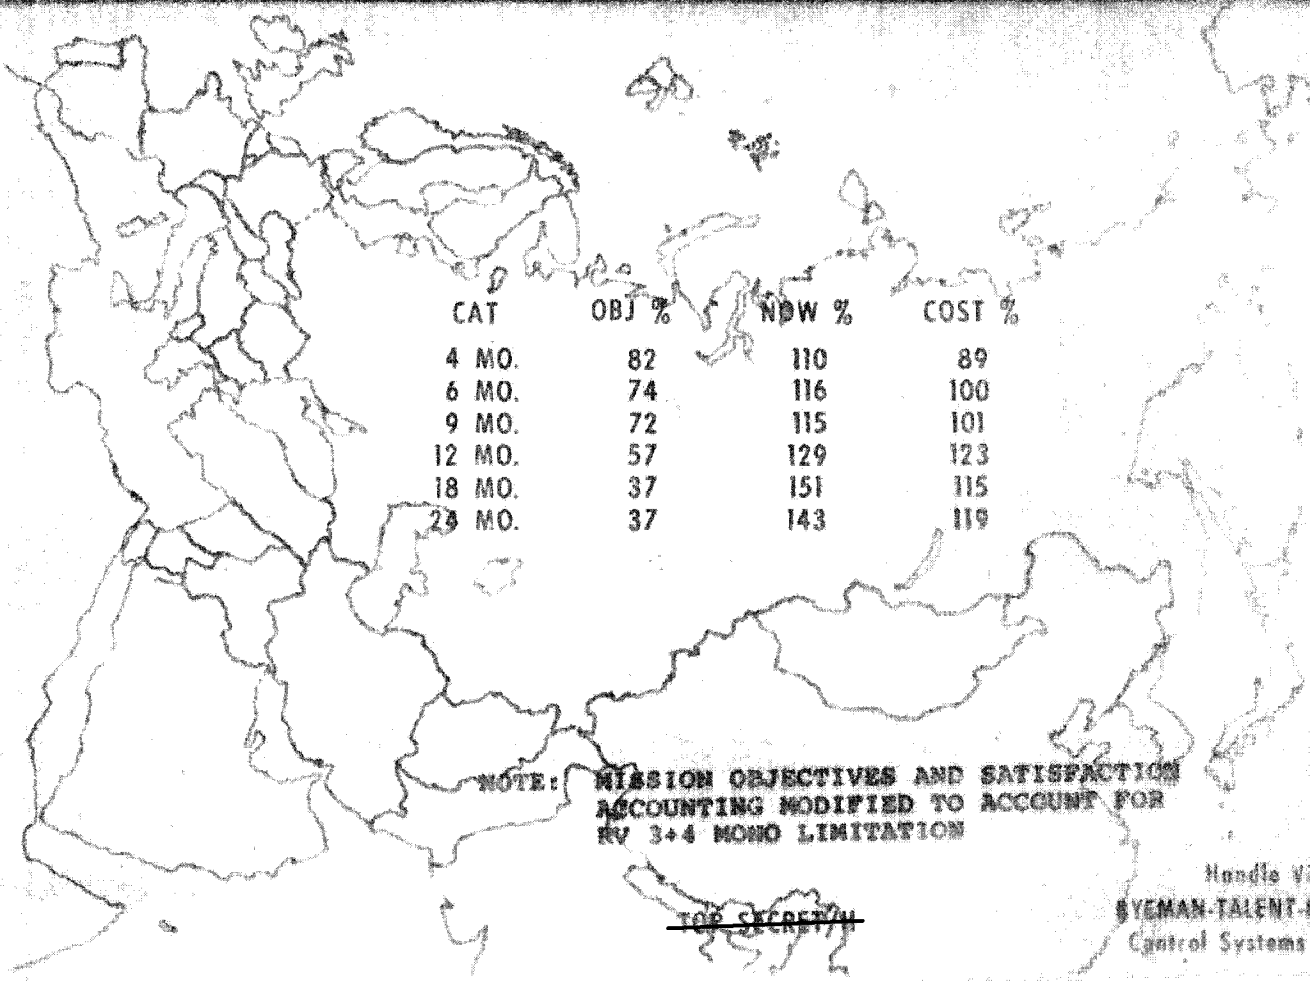 CAT OBJ % NOW % COST %
4 MO. 82 110 89
6 MO. 74 116 100
9 MO. 72 115 101
12 MO. 57 129 123
18 MO. 37 151 115
24 MO. 37 143 119
NOTE: MISSION OBJECTIVES AND SATISFACTION
ACCOUNTING MODIFIED TO ACCOUNT FOR
RV 3+4 MONO LIMITATION
Handle Vi
TOP SECRET/H
BYEMAN-TALENT-
Control Systems